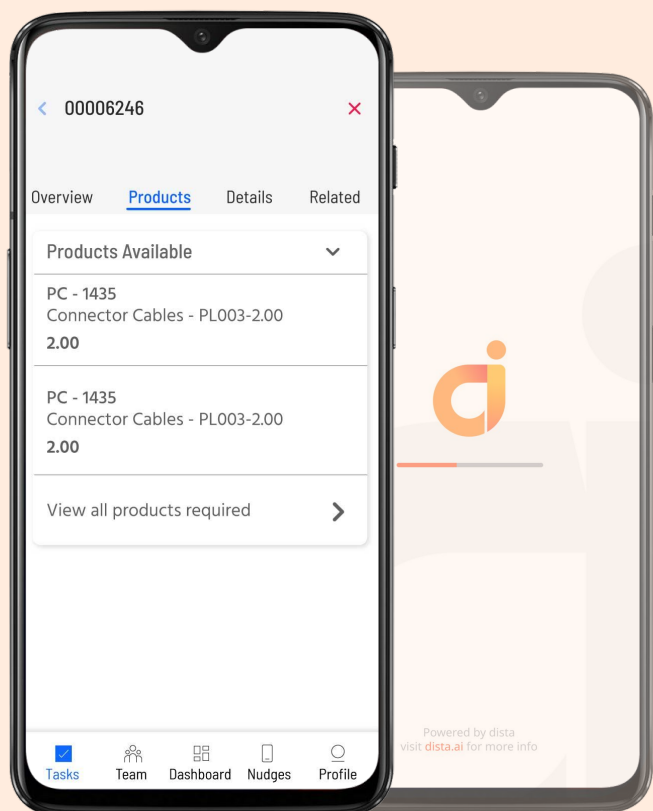 00006246
Overview Products Details Related
Products Available
PC - 1435
Connector Cables - PL003-2.00
2.00
PC - 1435
Connector Cables - PL003-2.00
2.00
View all products required
Tasks Team Dashboard Nudges Profile
Powered by dista
visit dista.ai for more info